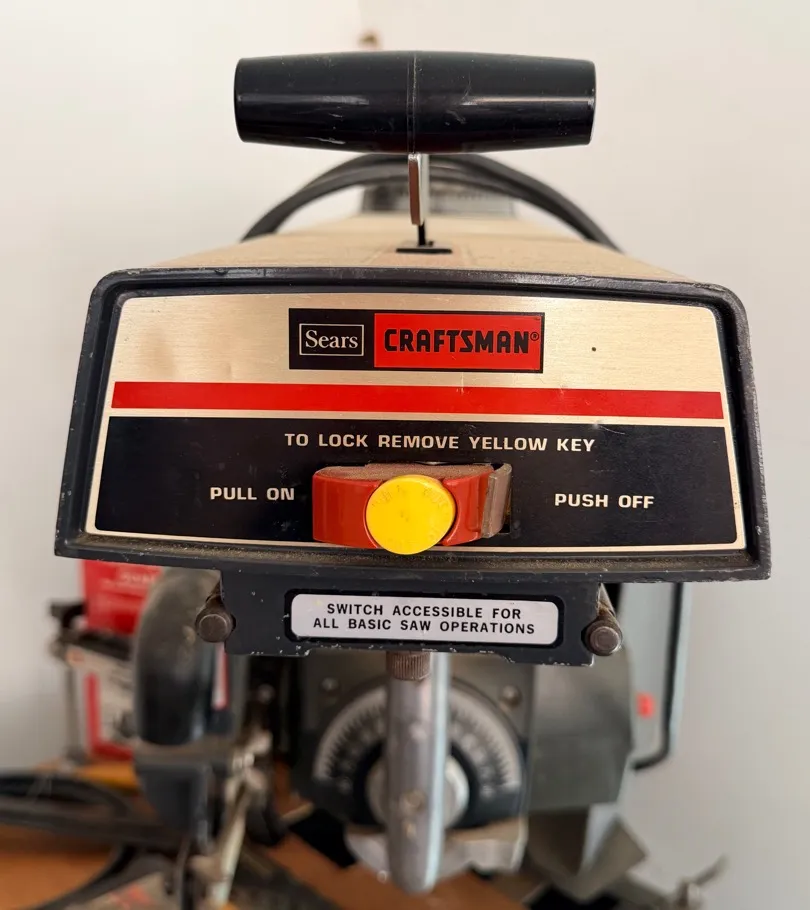 Sears CRAFTSMAN®
TO LOCK REMOVE YELLOW KEY
PULL ON
PUSH OFF
SWITCH ACCESSIBLE FOR
ALL BASIC SAW OPERATIONS